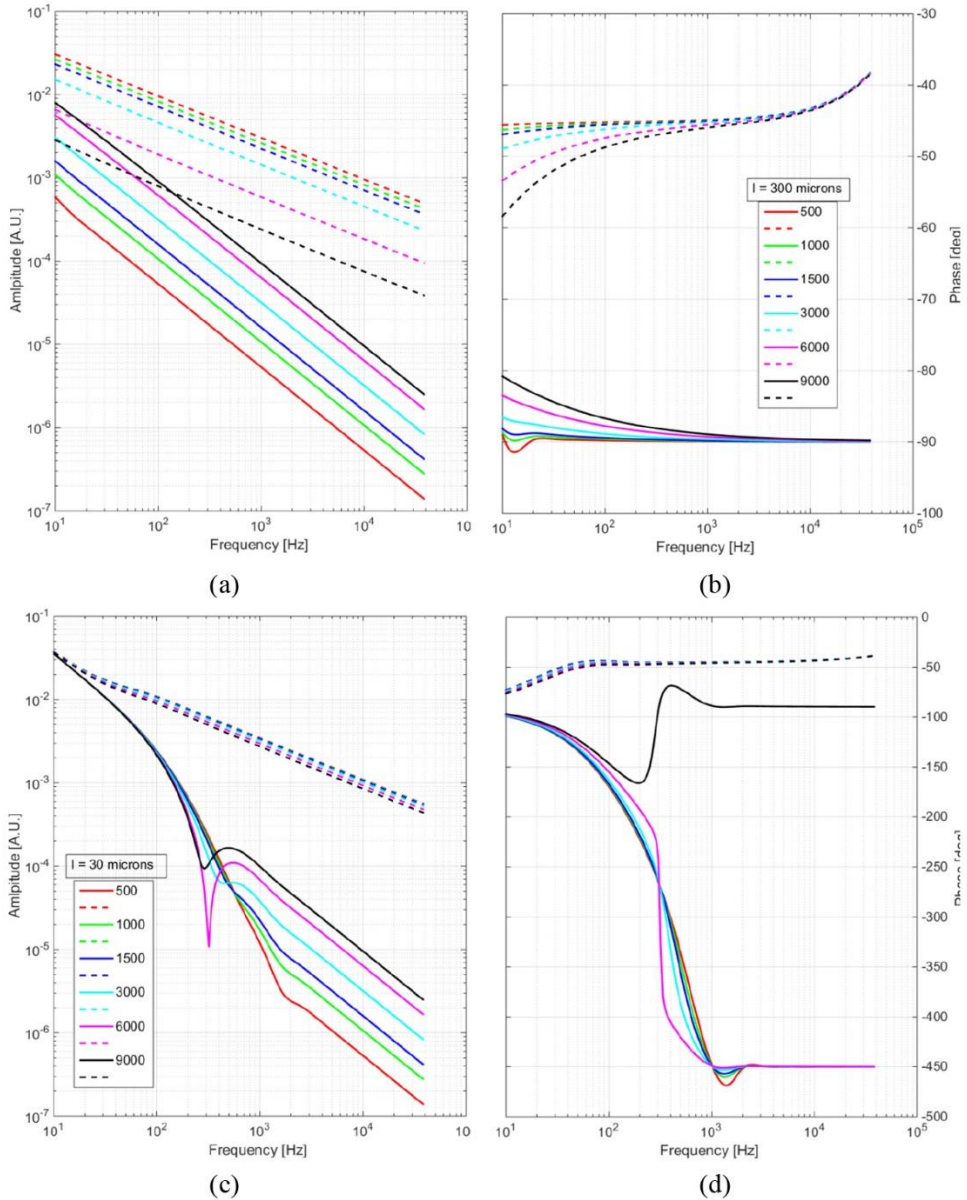 10^-1
10^-2
10^-3
10^-4
10^-5
10^-6
10^-7
Amlpitude [A.U.]
10^1 10^2 10^3 10^4 10
Frequency [Hz]
(a)
-30
-40
-50
-60
-70
-80
-90
-100
Phase [deg]
l = 300 microns
500
1000
1500
3000
6000
9000
10^1 10^2 10^3 10^4 10^5
Frequency [Hz]
(b)
10^-1
10^-2
10^-3
10^-4
10^-5
10^-6
10^-7
Amlpitude [A.U.]
l = 30 microns
500
1000
1500
3000
6000
9000
10^1 10^2 10^3 10^4 10
Frequency [Hz]
(c)
0
-50
-100
-150
-200
-250
-300
-350
-400
-450
-500
Phase [deg]
10^1 10^2 10^3 10^4 10^5
Frequency [Hz]
(d)